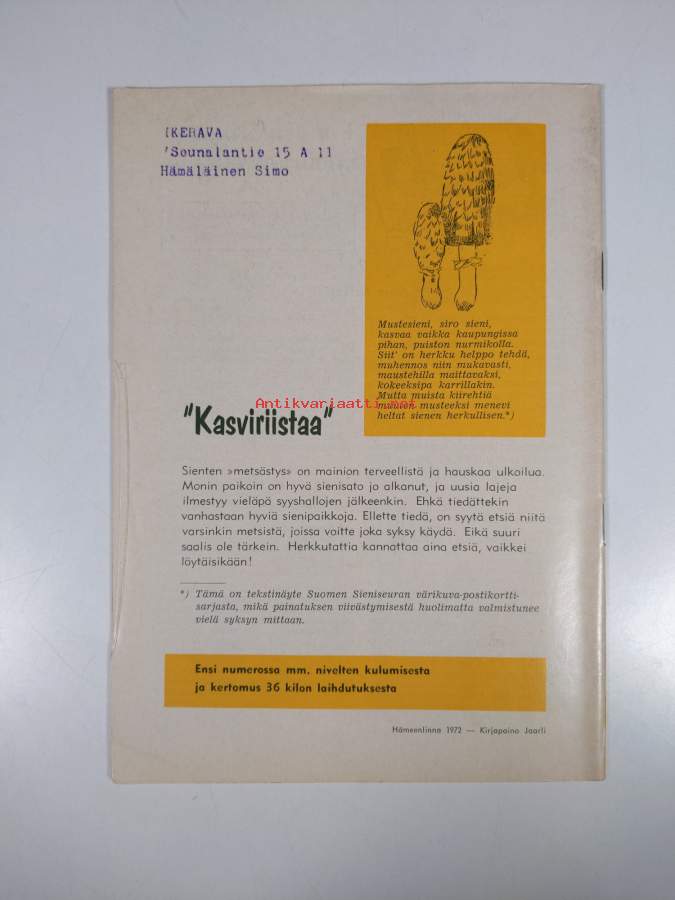 IKERAVA
'Sounalantie 15 A 11
Hämäläinen Simo
Mustesieni, siro sieni,
kasvaa vaikka kaupungissa
pihan, puiston nurmikolla.
Siit' on herkku helppo tehdä,
muhennos niin mukavasti,
maustehilla maittavaksi,
kokeeksipa karrillakin.
Mutta muista kiirehtiä
muuten musteeksi menevi
heltat sienen herkullisen.*)
Antikvariaatti.net
"Kasviriistaa"
Sienten »metsästys» on mainion terveellistä ja hauskaa ulkoilua.
Monin paikoin on hyvä sienisato jo alkanut, ja uusia lajeja
ilmestyy vieläpä syyshallojen jälkeenkin. Ehkä tiedättekin
vanhastaan hyviä sienipaikkoja. Ellette tiedä, on syytä etsiä niitä
varsinkin metsistä, joissa voitte joka syksy käydä. Eikä suuri
saalis ole tärkein. Herkkutattia kannattaa aina etsiä, vaikkei
löytäisikään!
*) Tämä on tekstinäyte Suomen Sieniseuran värikuva-postikortti-
sarjasta, mikä painatuksen viivästymisestä huolimatta valmistunee
vielä syksyn mittaan.
Ensi numerossa mm. nivelten kulumisesta
ja kertomus 36 kilon laihdutuksesta
Hämeenlinna 1972 — Kirjapaino Jaarli